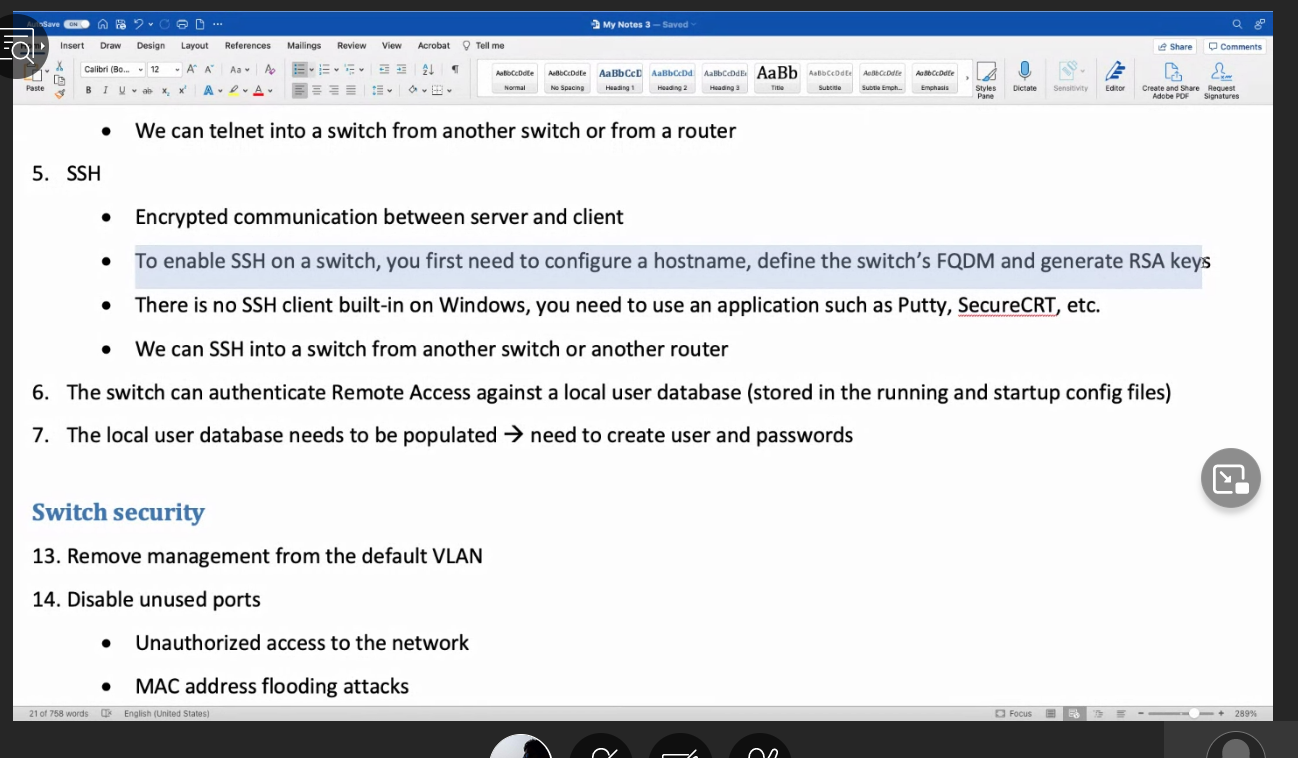 AutoSave ON
My Notes 3 — Saved
Insert Draw Design Layout References Mailings Review View Acrobat Tell me
Share Comments
Paste
Calibri (Bo... 12
AaBbCcDdEe Normal
AaBbCcDdEe No Spacing
AaBbCcD Heading 1
AaBbCcDd Heading 2
AaBbCcDdEe Heading 3
AaBb Title
AaBbCcDdEe Subtitle
AaBbCcDdEe Subtle Emph...
AaBbCcDdEe Emphasis
Styles Pane
Dictate
Sensitivity
Editor
Create and Share Adobe PDF
Request Signatures
• We can telnet into a switch from another switch or from a router
5. SSH
• Encrypted communication between server and client
• To enable SSH on a switch, you first need to configure a hostname, define the switch’s FQDM and generate RSA keys
• There is no SSH client built-in on Windows, you need to use an application such as Putty, SecureCRT, etc.
• We can SSH into a switch from another switch or another router
6. The switch can authenticate Remote Access against a local user database (stored in the running and startup config files)
7. The local user database needs to be populated → need to create user and passwords
Switch security
13. Remove management from the default VLAN
14. Disable unused ports
• Unauthorized access to the network
• MAC address flooding attacks
21 of 758 words English (United States) Focus 289%